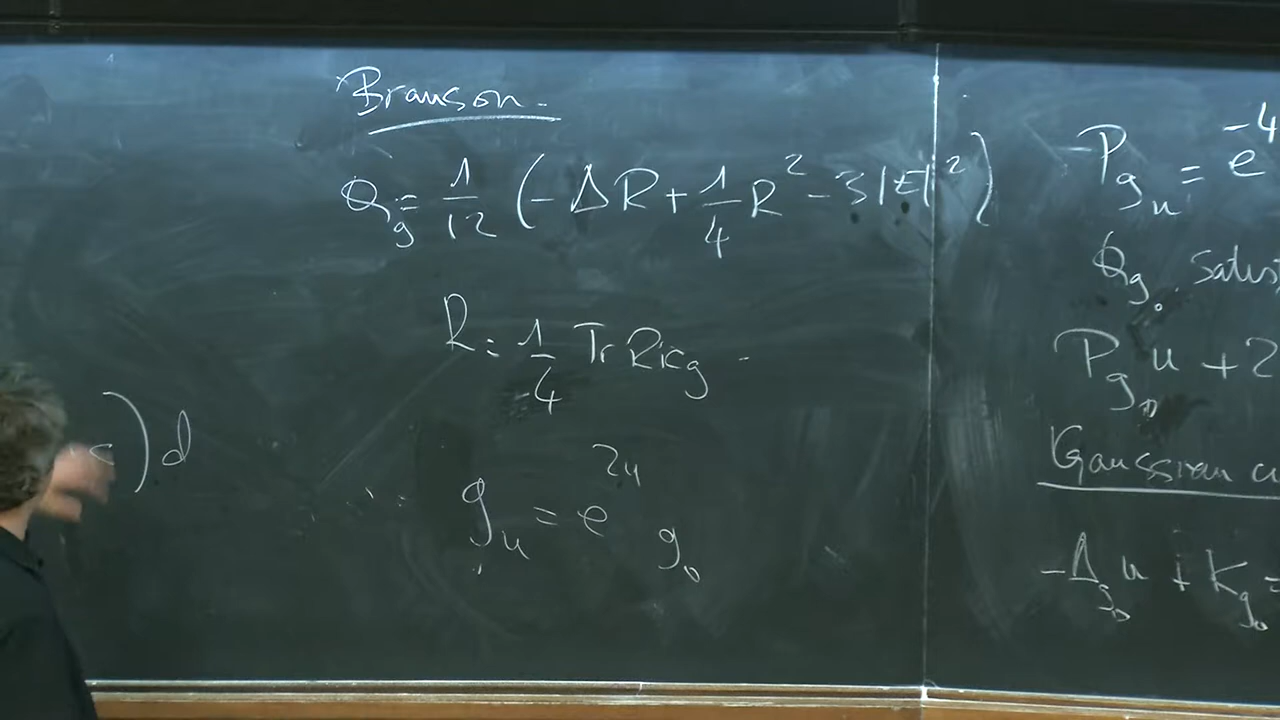 Branson -
Q_g = 1/12 (-ΔR + 1/4 R² - 3|E|²)
R = 1/4 Tr Ric_g -
g_u = e^{2u} g_0
) d
P_{g_u} = e^{-4
Q_{g_0} satis
P_{g_0} u + 2
Gaussian cu
-Δ_{g_0} u + K_{g_0} =